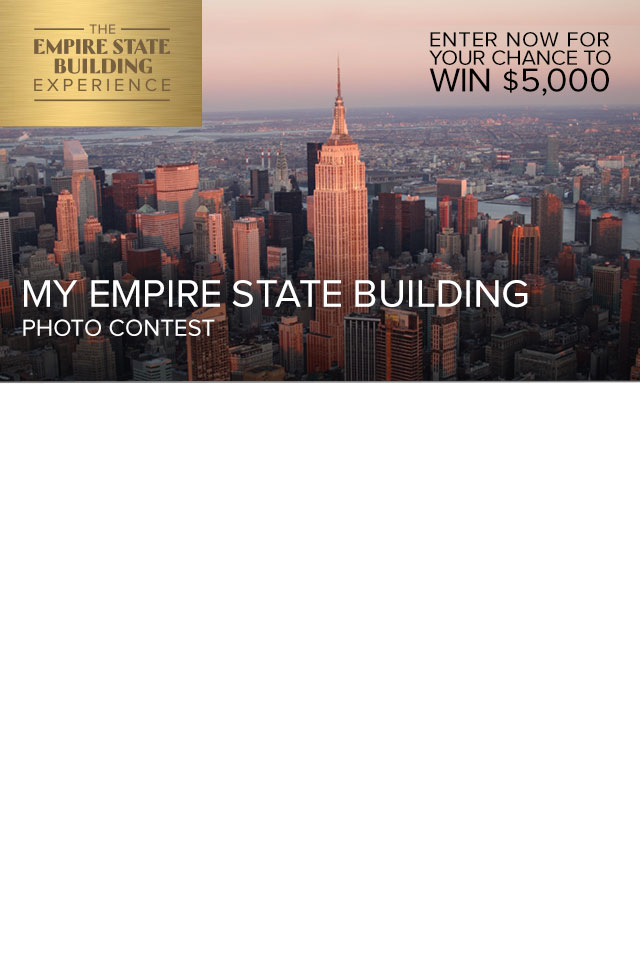 THE
EMPIRE STATE
BUILDING
EXPERIENCE
ENTER NOW FOR
YOUR CHANCE TO
WIN $5,000
MY EMPIRE STATE BUILDING
PHOTO CONTEST